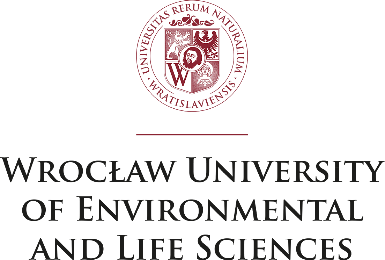 UNIVERSITAS RERUM NATURALIUM
WRATISLAVIENSIS
W
WROCŁAW UNIVERSITY
OF ENVIRONMENTAL
AND LIFE SCIENCES